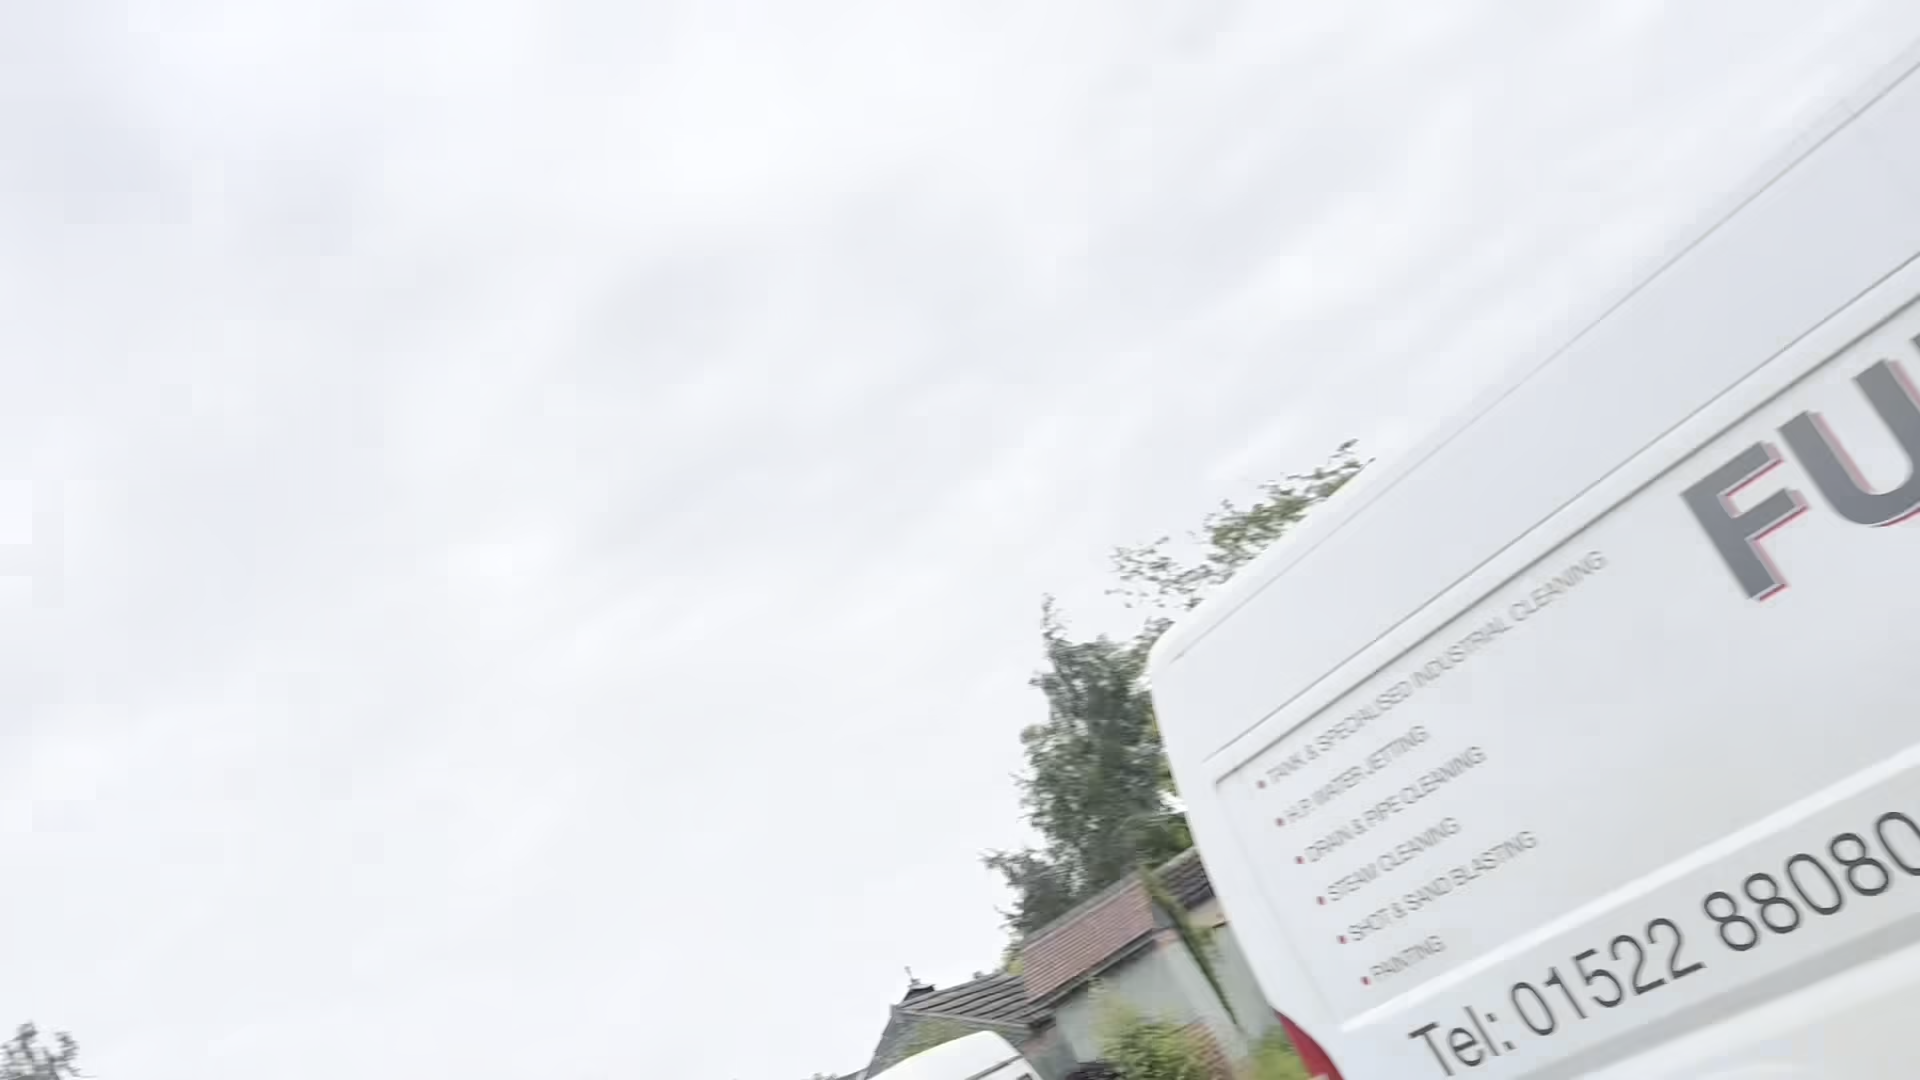 FU
• TANK & SPECIALISED INDUSTRIAL CLEANING
• H.P. WATER JETTING
• DRAIN & PIPE CLEANING
• STEAM CLEANING
• SHOT & SAND BLASTING
• PAINTING
Tel: 01522 88080